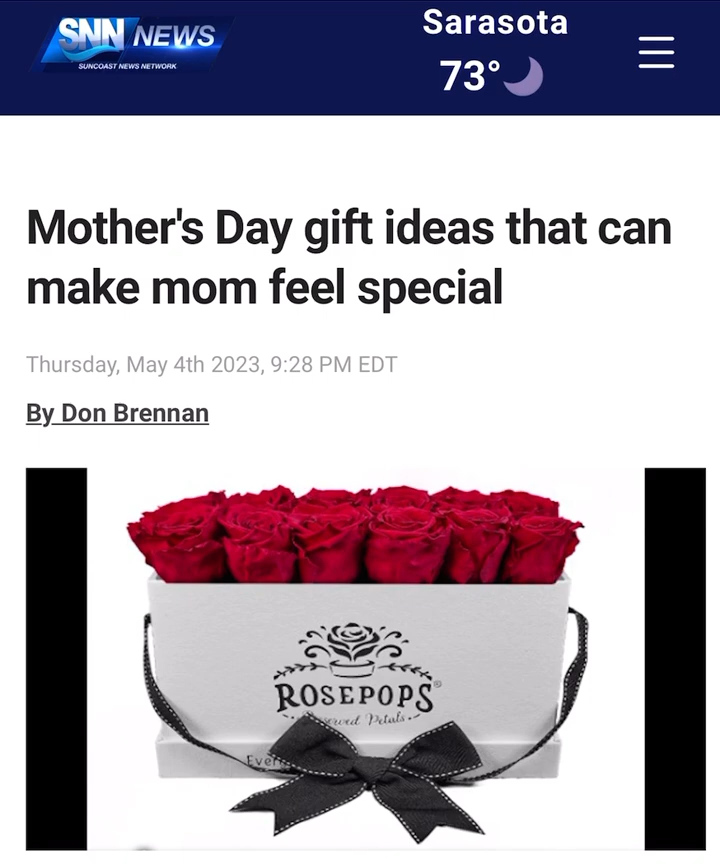 SNN NEWS
SUNCOAST NEWS NETWORK
Sarasota
73°
Mother's Day gift ideas that can
make mom feel special
Thursday, May 4th 2023, 9:28 PM EDT
By Don Brennan
ROSEPOPS®
Petals